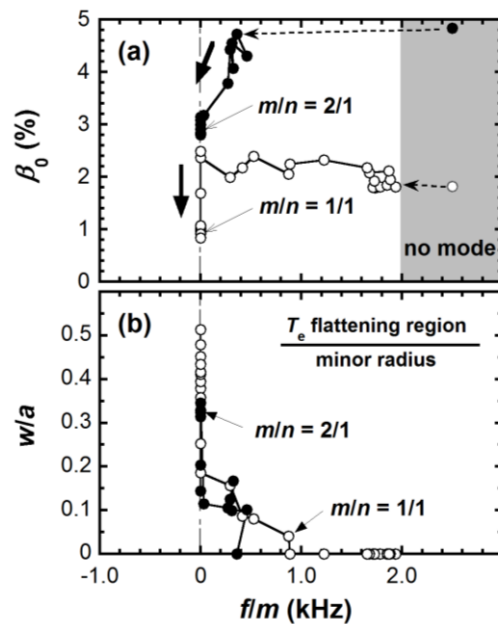 5
4
3
2
1
0
β0 (%)
(a)
m/n = 2/1
m/n = 1/1
no mode
0.5
0.4
0.3
0.2
0.1
0
w/a
(b)
Te flattening region
minor radius
m/n = 2/1
m/n = 1/1
-1.0
0
1.0
2.0
f/m (kHz)